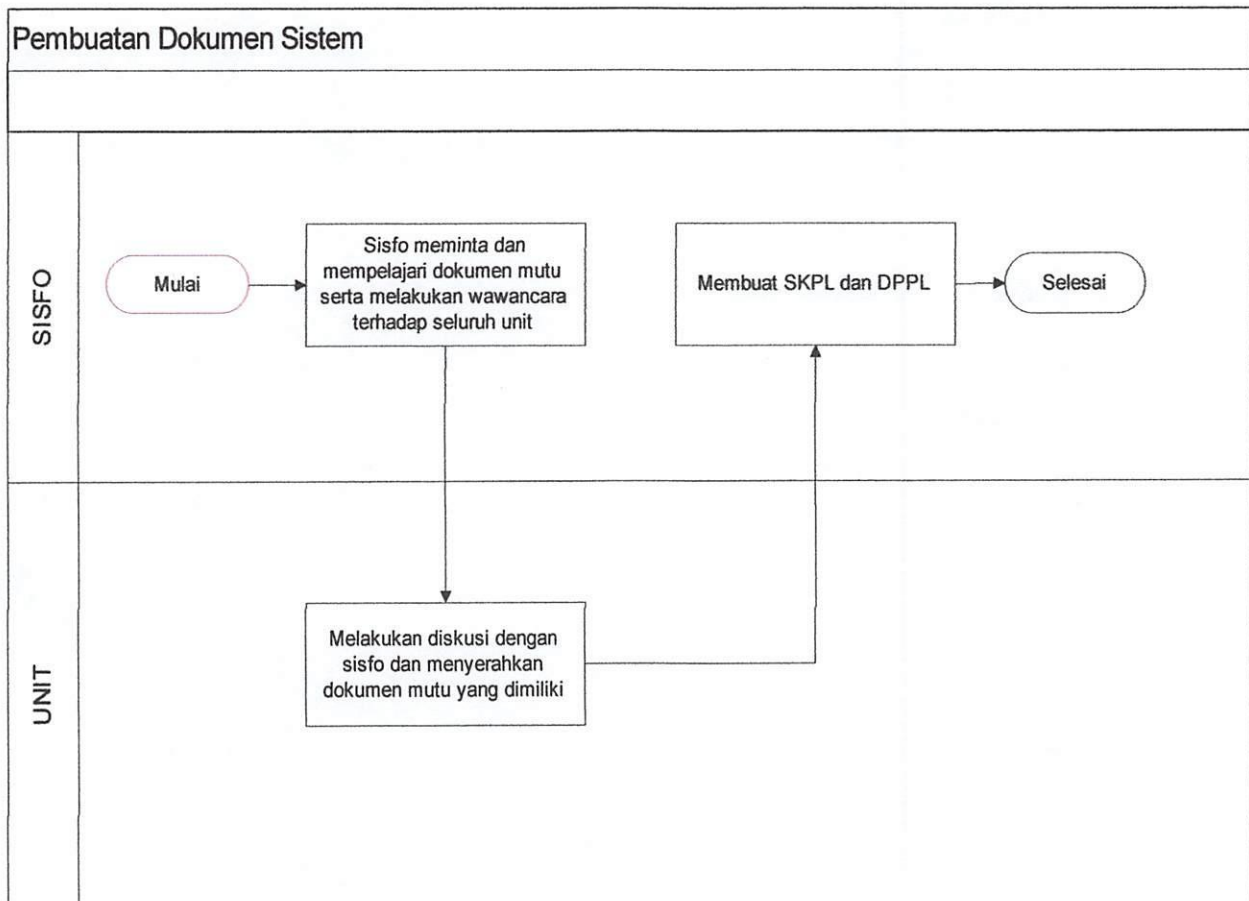 Pembuatan Dokumen Sistem
SISFO
Mulai
Sisfo meminta dan
mempelajari dokumen mutu
serta melakukan wawancara
terhadap seluruh unit
Membuat SKPL dan DPPL
Selesai
UNIT
Melakukan diskusi dengan
sisfo dan menyerahkan
dokumen mutu yang dimiliki